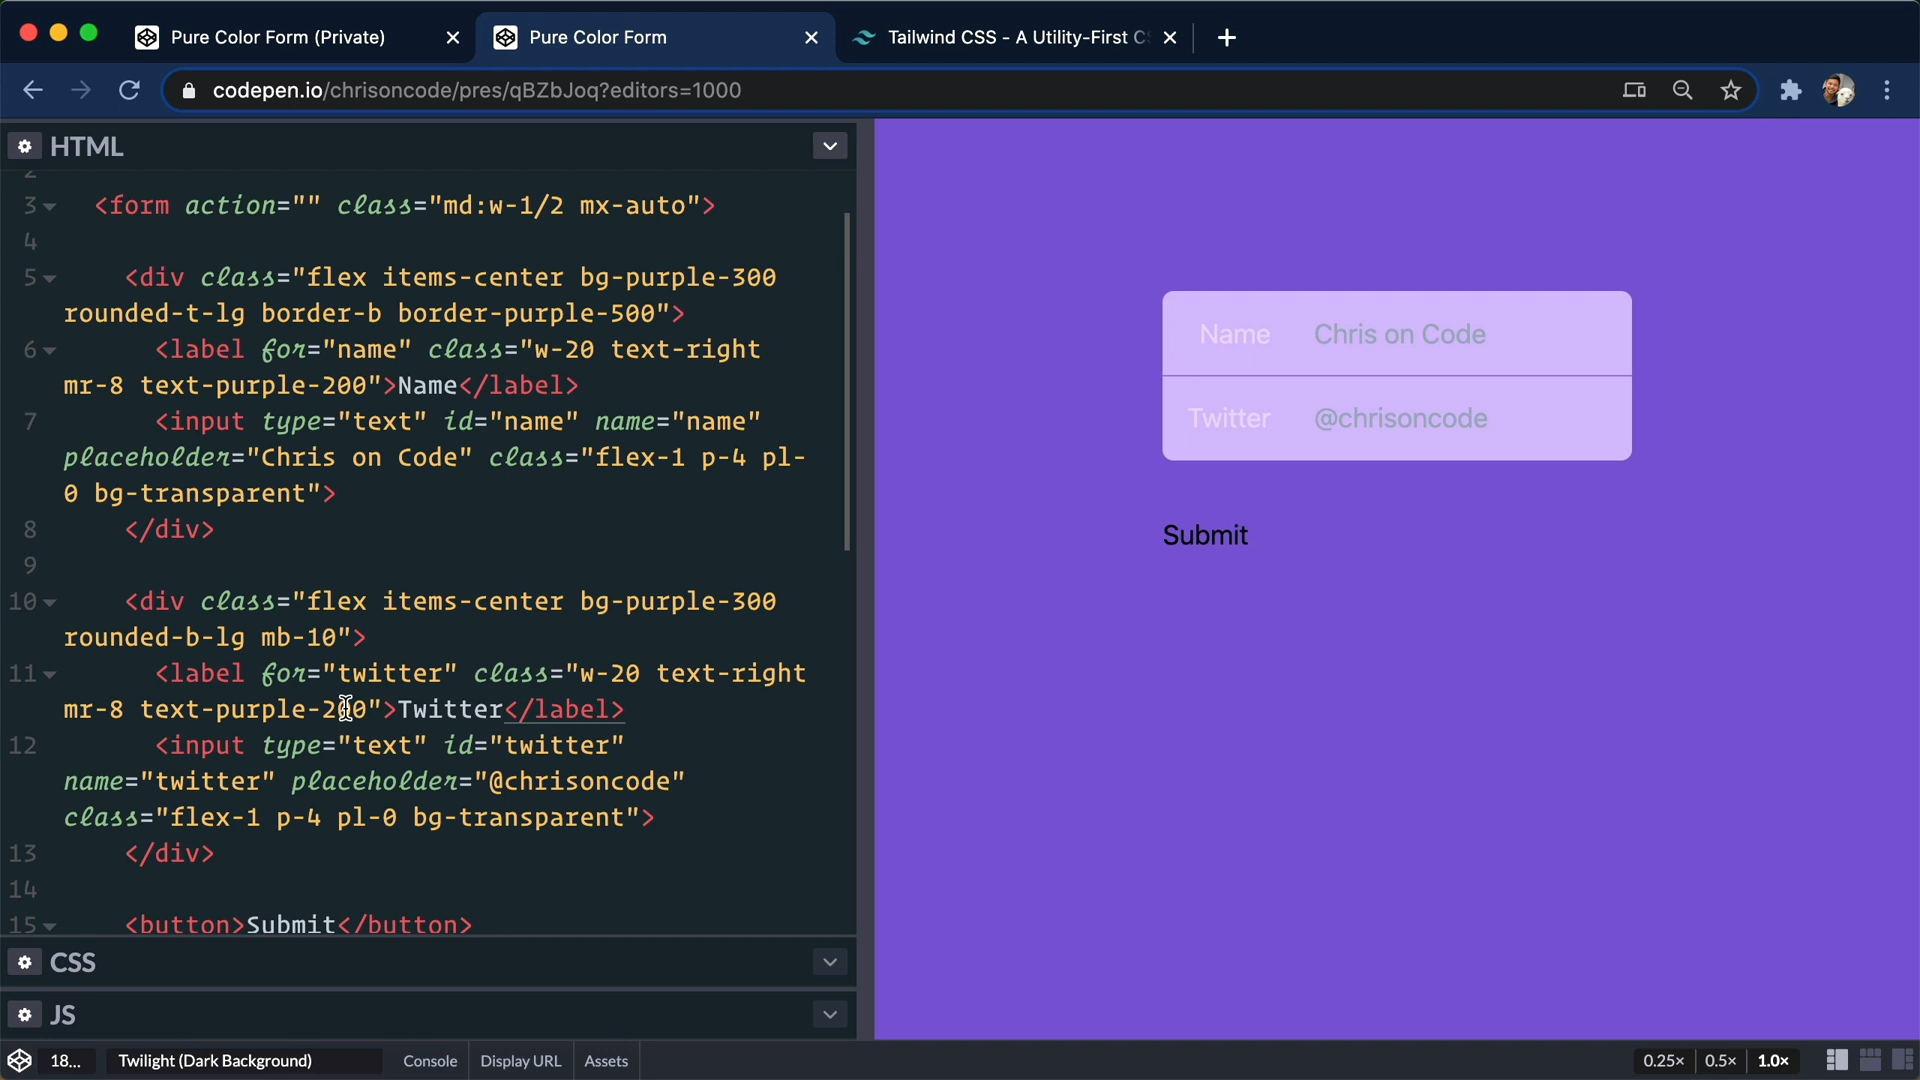 Pure Color Form (Private)
Pure Color Form
Tailwind CSS - A Utility-First C
codepen.io/chrisoncode/pres/qBZbJoq?editors=1000
HTML
2
3 <form action="" class="md:w-1/2 mx-auto">
4
5 <div class="flex items-center bg-purple-300
rounded-t-lg border-b border-purple-500">
6 <label for="name" class="w-20 text-right
mr-8 text-purple-200">Name</label>
7 <input type="text" id="name" name="name"
placeholder="Chris on Code" class="flex-1 p-4 pl-
0 bg-transparent">
8 </div>
9
10 <div class="flex items-center bg-purple-300
rounded-b-lg mb-10">
11 <label for="twitter" class="w-20 text-right
mr-8 text-purple-200">Twitter</label>
12 <input type="text" id="twitter"
name="twitter" placeholder="@chrisoncode"
class="flex-1 p-4 pl-0 bg-transparent">
13 </div>
14
15 <button>Submit</button>
CSS
JS
Name Chris on Code
Twitter @chrisoncode
Submit
18... Twilight (Dark Background) Console Display URL Assets 0.25× 0.5× 1.0×